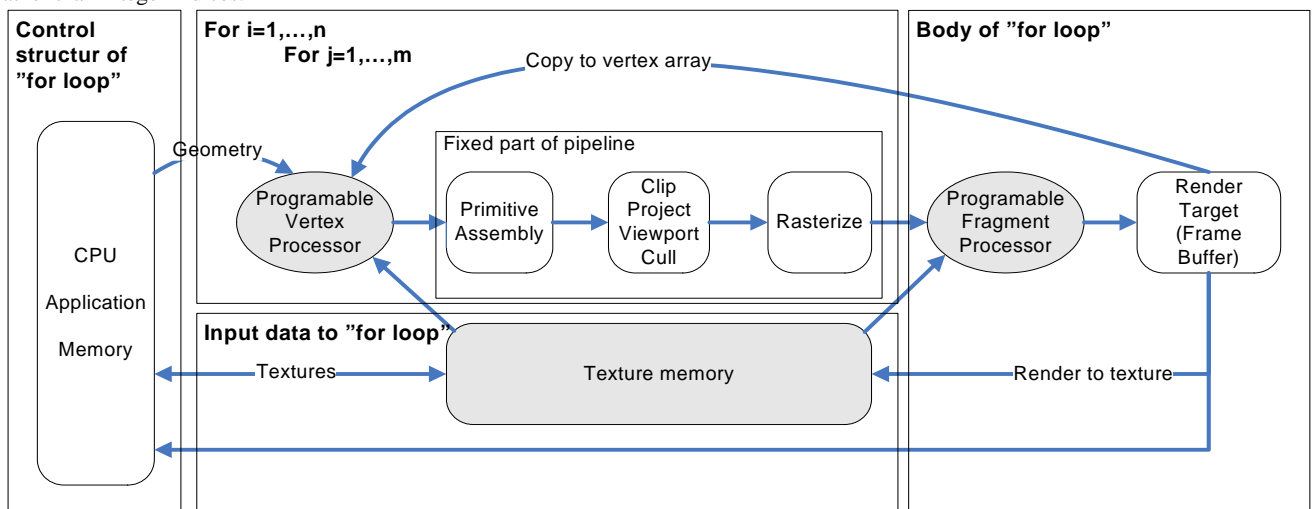 Control
structur of
"for loop"
For i=1,...,n
For j=1,...,m
Body of "for loop"
Copy to vertex array
Geometry
Fixed part of pipeline
Programable
Vertex
Processor
Primitive
Assembly
Clip
Project
Viewport
Cull
Rasterize
Programable
Fragment
Processor
Render
Target
(Frame
Buffer)
CPU
Application
Memory
Input data to "for loop"
Textures
Texture memory
Render to texture